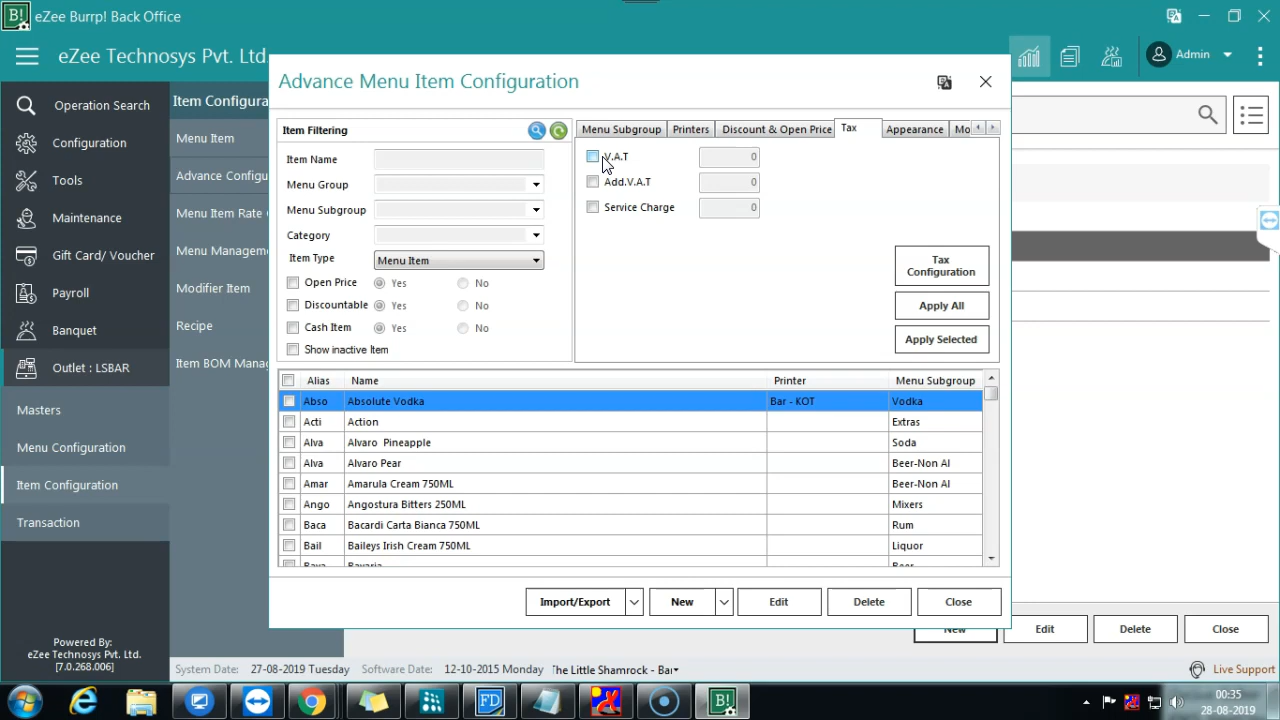 B! eZee Burrp! Back Office
eZee Technosys Pvt. Ltd.
Admin
Operation Search
Configuration
Tools
Maintenance
Gift Card/ Voucher
Payroll
Banquet
Outlet : LSBAR
Masters
Menu Configuration
Item Configuration
Transaction
Powered By:
eZee Technosys Pvt. Ltd.
[7.0.268.006]
Item Configura
Menu Item
Advance Configu
Menu Item Rate
Menu Managem
Modifier Item
Recipe
Item BOM Mana
Advance Menu Item Configuration
Item Filtering
Item Name
Menu Group
Menu Subgroup
Category
Item Type Menu Item
Open Price Yes No
Discountable Yes No
Cash Item Yes No
Show inactive Item
Menu Subgroup Printers Discount & Open Price Tax Appearance Mo
V.A.T 0
Add.V.A.T 0
Service Charge 0
Tax
Configuration
Apply All
Apply Selected
Alias Name Printer Menu Subgroup
Abso Absolute Vodka Bar - KOT Vodka
Acti Action Extras
Alva Alvaro Pineapple Soda
Alva Alvaro Pear Beer-Non Al
Amar Amarula Cream 750ML Beer-Non Al
Ango Angostura Bitters 250ML Mixers
Baca Bacardi Carta Bianca 750ML Rum
Bail Baileys Irish Cream 750ML Liquor
Import/Export New Edit Delete Close
New Edit Delete Close
System Date: 27-08-2019 Tuesday Software Date: 12-10-2015 Monday The Little Shamrock - Bar
Live Support
FD
B!
00:35
28-08-2019